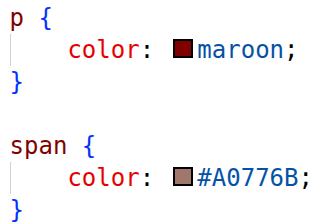 p {
    color: maroon;
}

span {
    color: #A0776B;
}